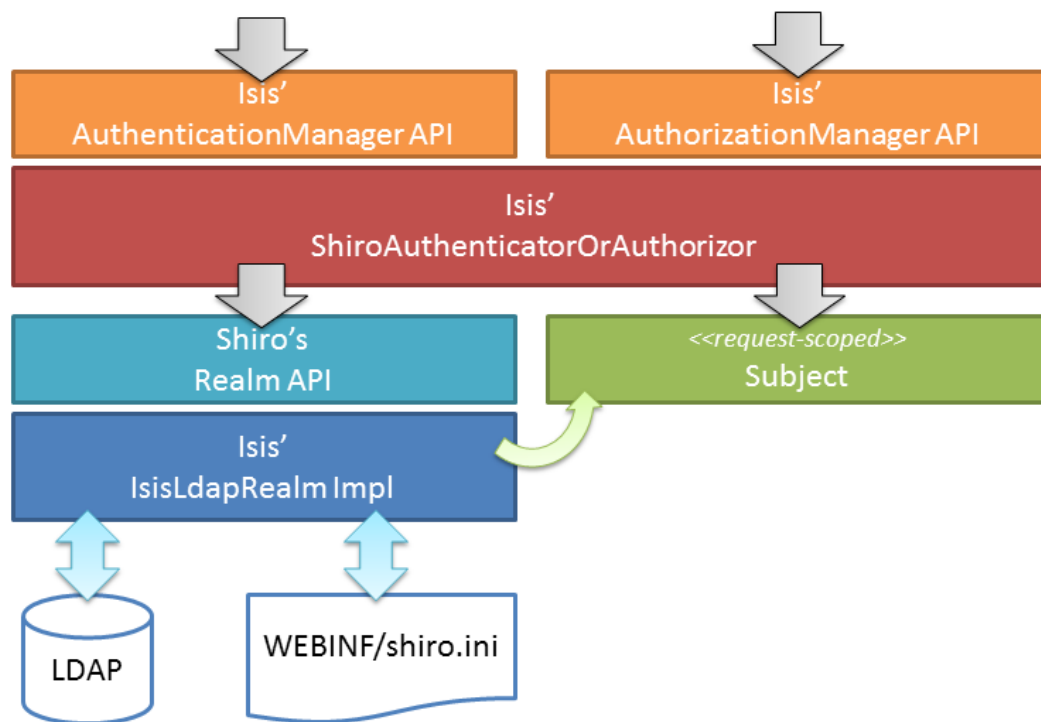 Isis’
AuthenticationManager API
Isis’
AuthorizationManager API
Isis’
ShiroAuthenticatorOrAuthorizor
Shiro’s
Realm API
<<request-scoped>>
Subject
Isis’
IsisLdapRealm Impl
LDAP
WEBINF/shiro.ini